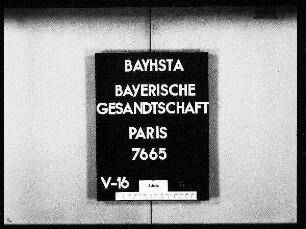 BAYHSTA
BAYERISCHE
GESANDTSCHAFT
PARIS
7665
V-16